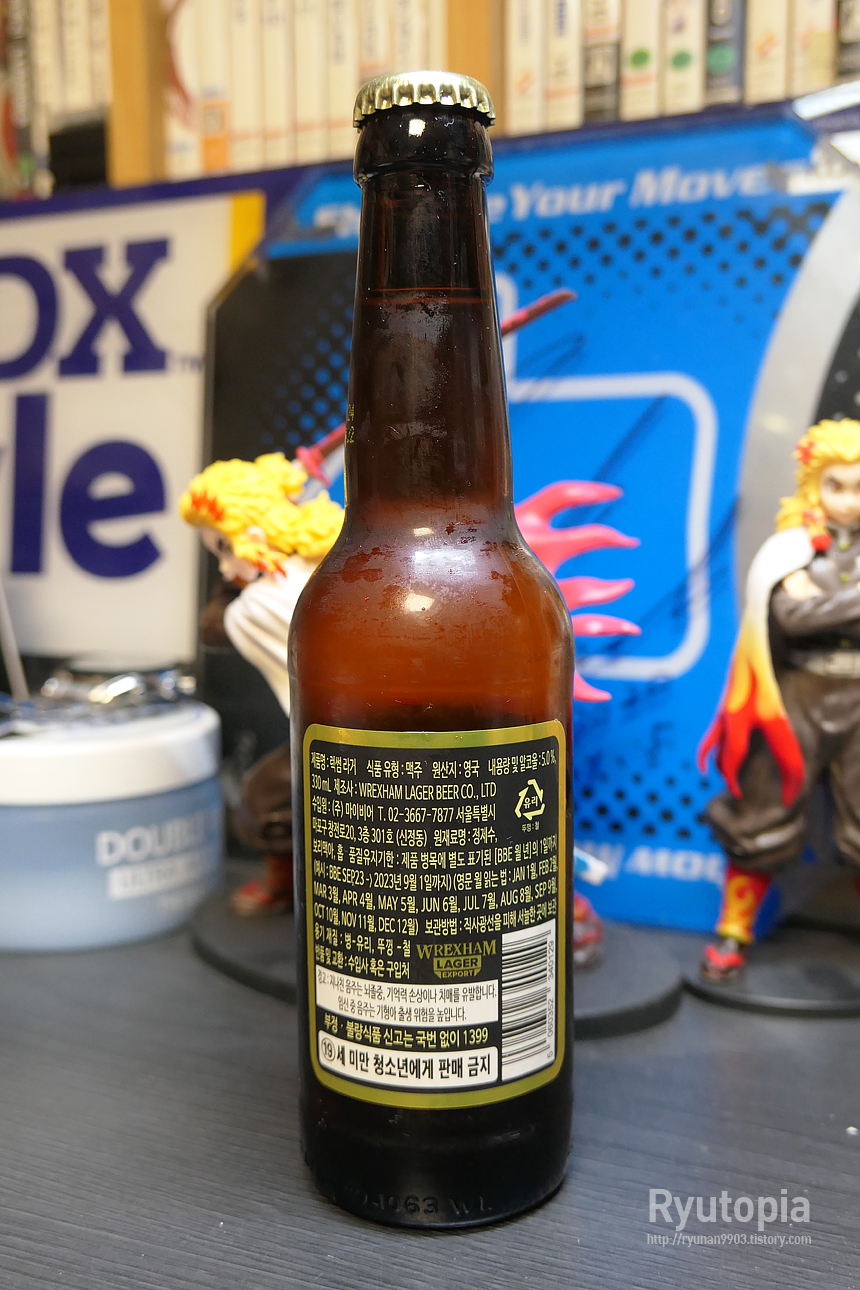 Your Move
OX
TM
le
제품명 : 렉썸 라거 식품 유형 : 맥주 원산지 : 영국 내용량 및 알코올 : 5.0%,
330 mL 제조사 : WREXHAM LAGER BEER CO., LTD
수입원 : (주) 마이비어 T. 02-3667-7877 서울특별시
마포구 창전로20, 3층 301호 (신정동) 원재료명 : 정제수,
보리맥아, 홉 품질유지기한 : 제품 병목에 별도 표기된 [BBE 월 년]의 1일까지
(예시 : BBE SEP23 -> 2023년 9월 1일까지) (영문 월 읽는 법 : JAN 1월, FEB 2월,
MAR 3월, APR 4월, MAY 5월, JUN 6월, JUL 7월, AUG 8월, SEP 9월,
OCT 10월, NOV 11월, DEC 12월) 보관방법 : 직사광선을 피해 서늘한 곳에 보관
용기 재질 : 병 - 유리, 뚜껑 - 철
반품 및 교환 : 수입사 혹은 구입처
유리
뚜껑 : 철
WREXHAM
LAGER
EXPORT
경고 : 지나친 음주는 뇌졸중, 기억력 손상이나 치매를 유발합니다.
임신 중 음주는 기형아 출생 위험을 높입니다.
부정·불량식품 신고는 국번 없이 1399
19세 미만 청소년에게 판매 금지
5 060352 340129
DOUBLE
Ryutopia
http://ryunan9903.tistory.com